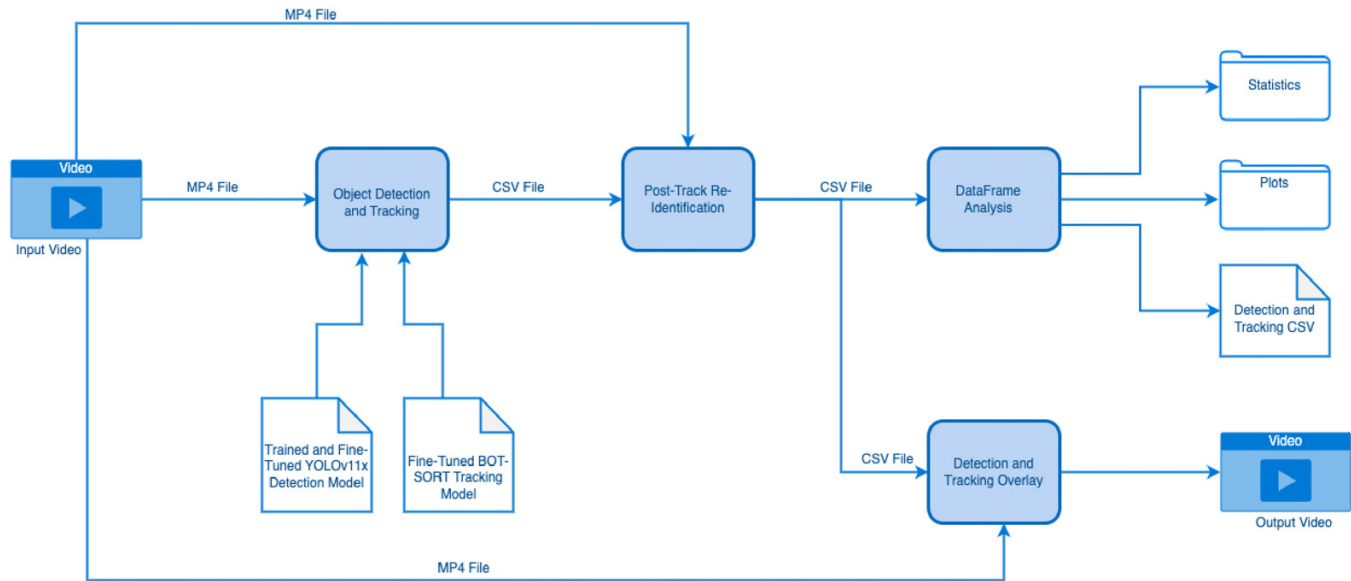 MP4 File
Video
Input Video
MP4 File
Object Detection
and Tracking
CSV File
Post-Track Re-
Identification
CSV File
DataFrame
Analysis
Statistics
Plots
Detection and
Tracking CSV
Trained and Fine-
Tuned YOLOv11x
Detection Model
Fine-Tuned BOT-
SORT Tracking
Model
CSV File
Detection and
Tracking Overlay
Video
Output Video
MP4 File